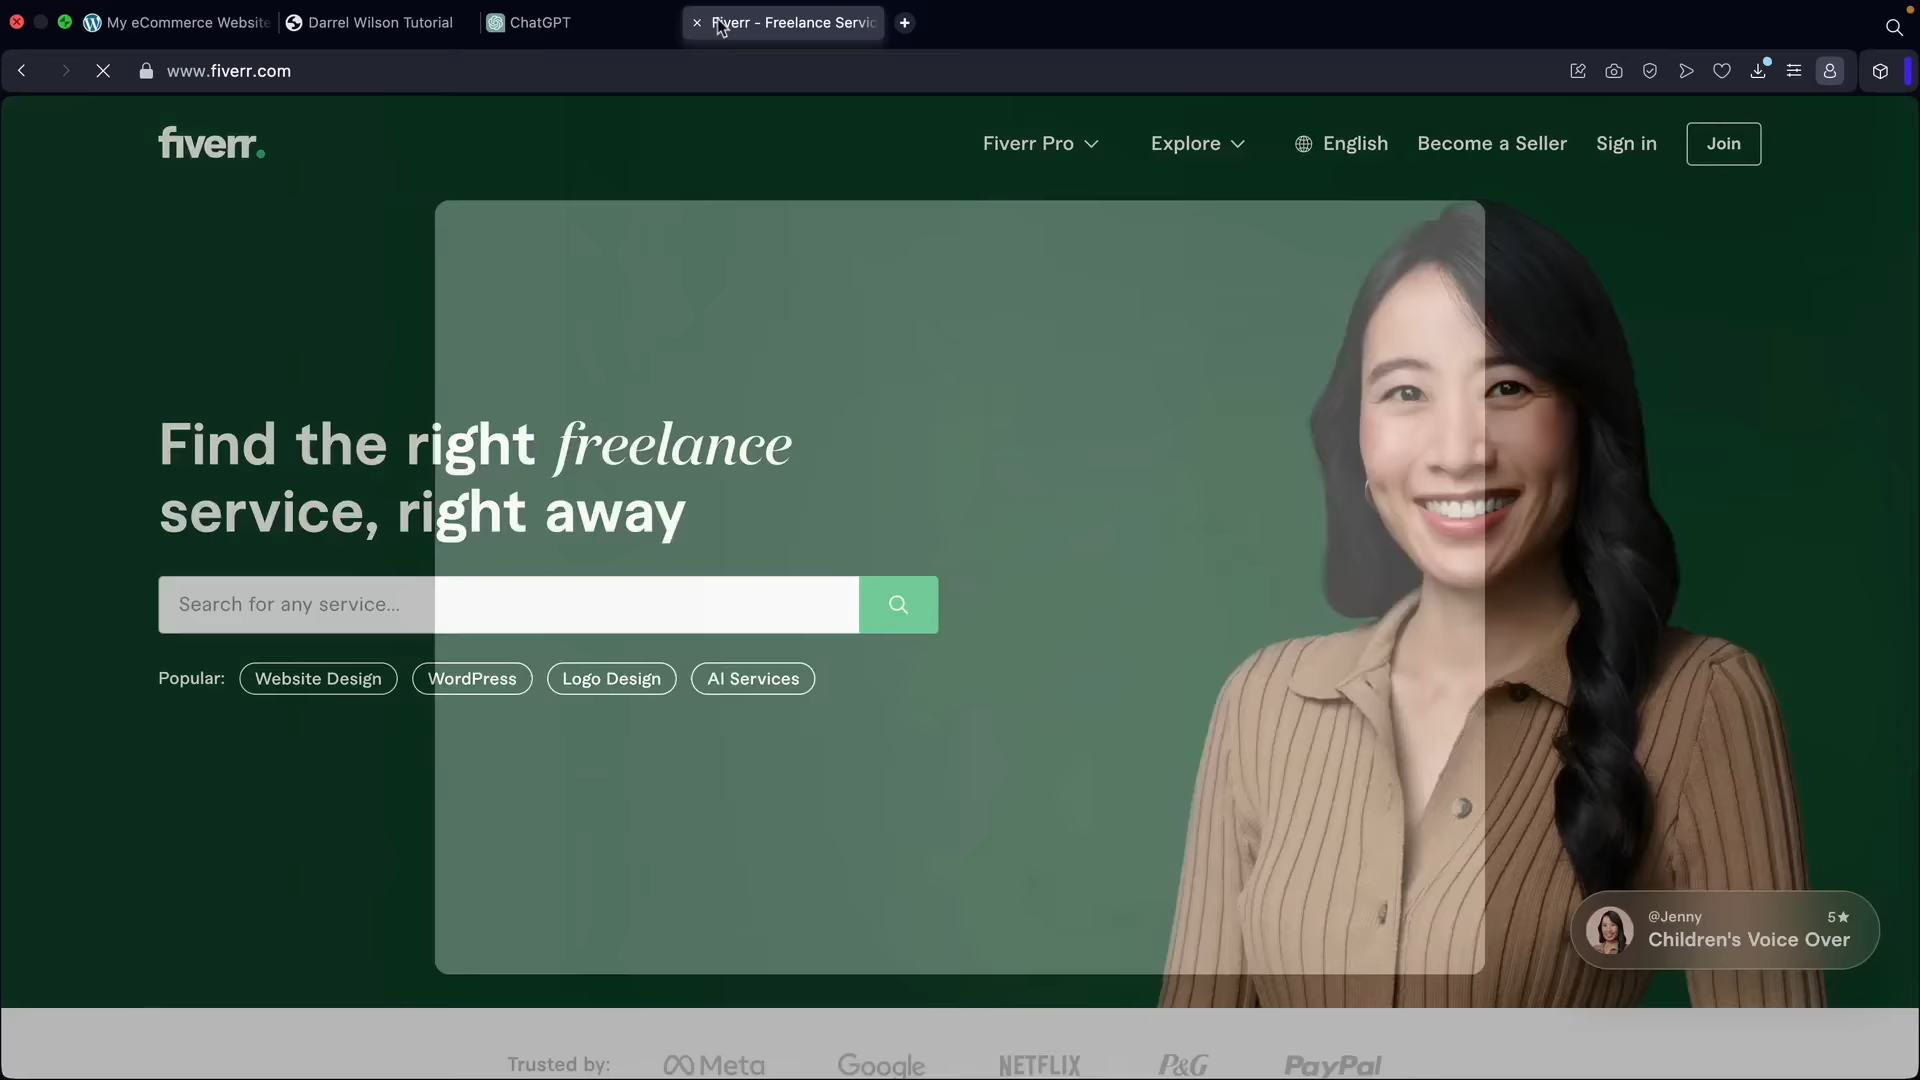 My eCommerce Website
Darrel Wilson Tutorial
ChatGPT
Fiverr - Freelance Servic
www.fiverr.com
fiverr.
Fiverr Pro
Explore
English
Become a Seller
Sign in
Join
Find the right freelance
service, right away
Search for any service...
Popular:
Website Design
WordPress
Logo Design
AI Services
@Jenny
5★
Children's Voice Over
Trusted by:
Meta
Google
NETFLIX
P&G
PayPal